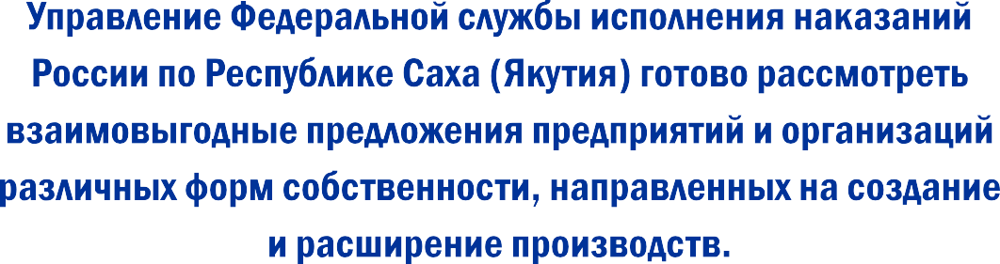 Управление Федеральной службы исполнения наказаний
России по Республике Саха (Якутия) готово рассмотреть
взаимовыгодные предложения предприятий и организаций
различных форм собственности, направленных на создание
и расширение производств.